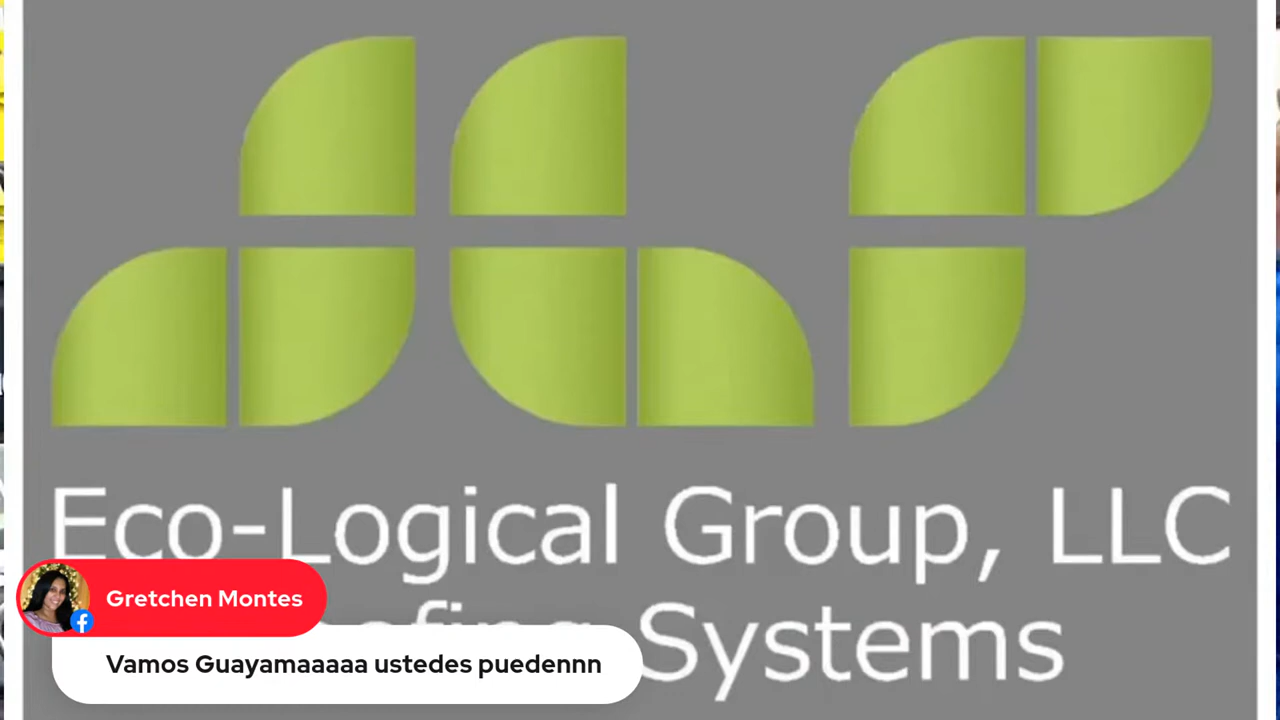 Eco-Logical Group, LLC
Systems
Gretchen Montes
Vamos Guayamaaaaa ustedes puedennn